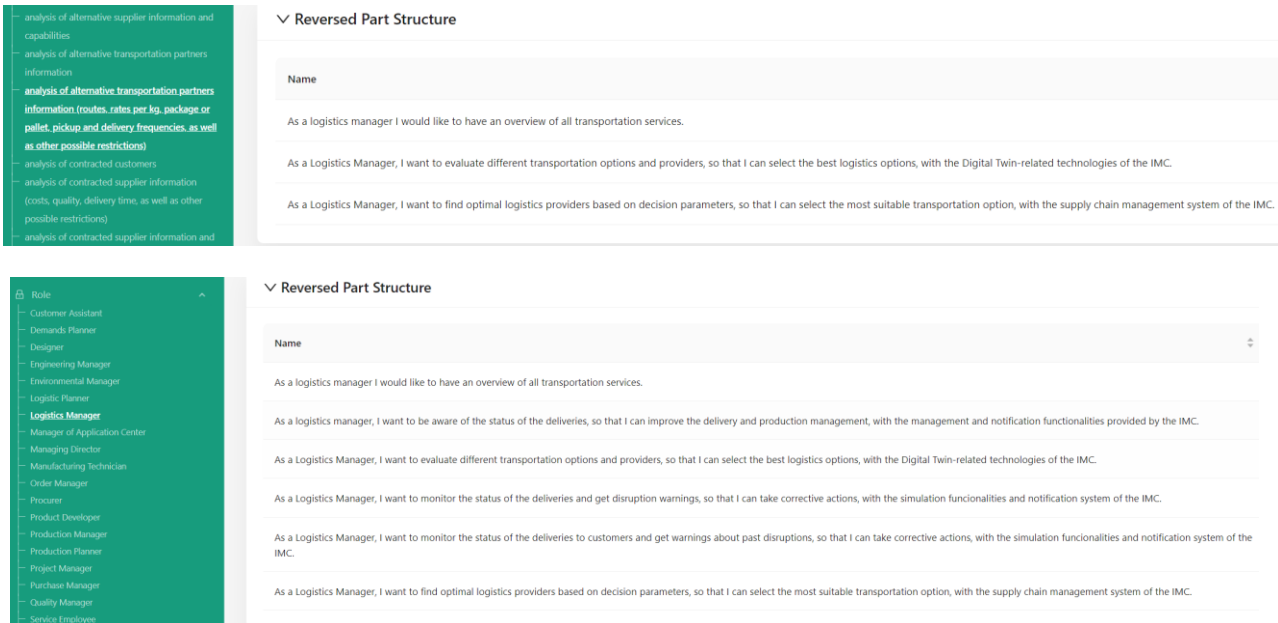 analysis of alternative supplier information and
capabilities
analysis of alternative transportation partners
information
analysis of alternative transportation partners
information (routes, rates per kg, package or
pallet, pickup and delivery frequencies, as well
as other possible restrictions)
analysis of contracted customers
analysis of contracted supplier information
(costs, quality, delivery time, as well as other
possible restrictions)
analysis of contracted supplier information and
Reversed Part Structure
Name
As a logistics manager I would like to have an overview of all transportation services.
As a Logistics Manager, I want to evaluate different transportation options and providers, so that I can select the best logistics options, with the Digital Twin-related technologies of the IMC.
As a Logistics Manager, I want to find optimal logistics providers based on decision parameters, so that I can select the most suitable transportation option, with the supply chain management system of the IMC.
Role
Customer Assistant
Demands Planner
Designer
Engineering Manager
Environmental Manager
Logistic Planner
Logistics Manager
Manager of Application Center
Managing Director
Manufacturing Technician
Order Manager
Procurer
Product Developer
Production Manager
Production Planner
Project Manager
Purchase Manager
Quality Manager
Service Employee
Reversed Part Structure
Name
As a logistics manager I would like to have an overview of all transportation services.
As a logistics manager, I want to be aware of the status of the deliveries, so that I can improve the delivery and production management, with the management and notification functionalities provided by the IMC.
As a Logistics Manager, I want to evaluate different transportation options and providers, so that I can select the best logistics options, with the Digital Twin-related technologies of the IMC.
As a Logistics Manager, I want to monitor the status of the deliveries and get disruption warnings, so that I can take corrective actions, with the simulation funcionalities and notification system of the IMC.
As a Logistics Manager, I want to monitor the status of the deliveries to customers and get warnings about past disruptions, so that I can take corrective actions, with the simulation funcionalities and notification system of the
IMC.
As a Logistics Manager, I want to find optimal logistics providers based on decision parameters, so that I can select the most suitable transportation option, with the supply chain management system of the IMC.